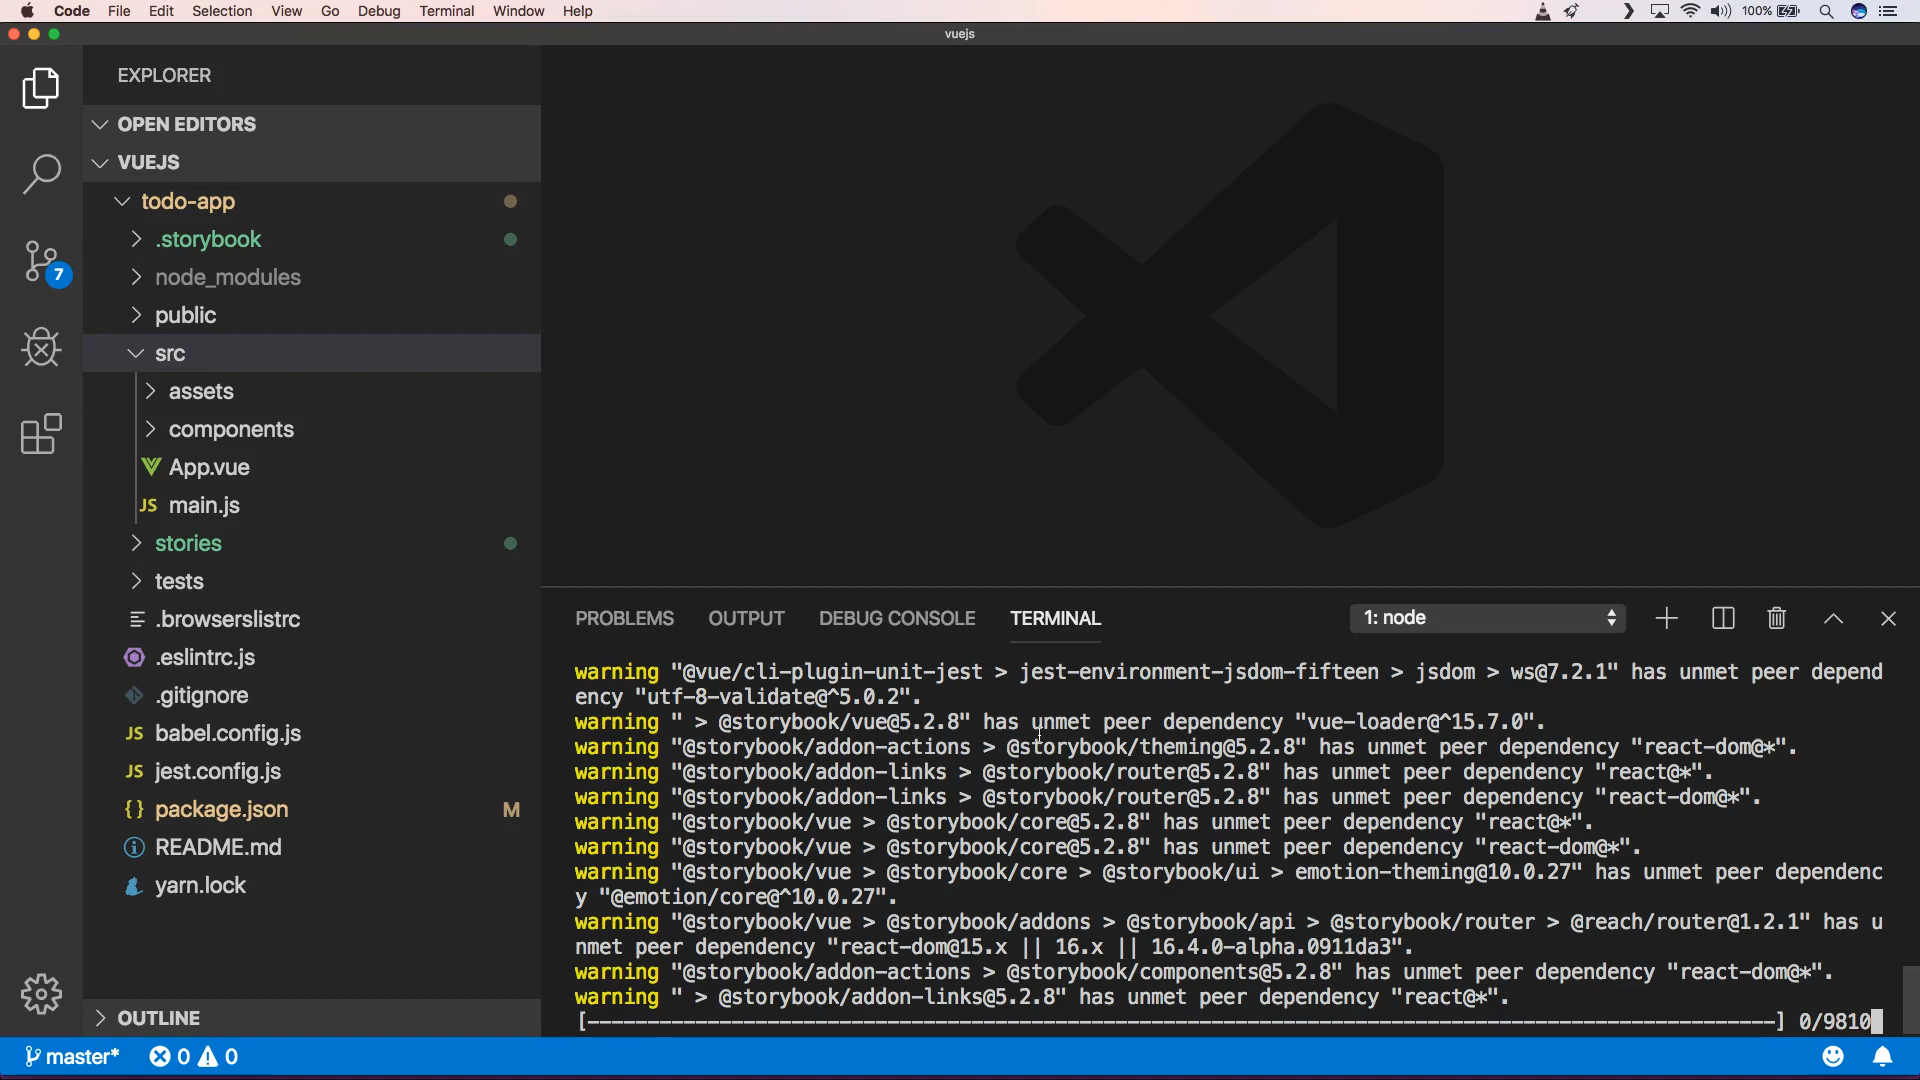 Code File Edit Selection View Go Debug Terminal Window Help 100%
vuejs
EXPLORER
OPEN EDITORS
VUEJS
todo-app
.storybook
node_modules
public
src
assets
components
App.vue
JS main.js
stories
tests
.browserslistrc
.eslintrc.js
.gitignore
JS babel.config.js
JS jest.config.js
{} package.json M
README.md
yarn.lock
OUTLINE
7
PROBLEMS OUTPUT DEBUG CONSOLE TERMINAL 1: node
warning "@vue/cli-plugin-unit-jest > jest-environment-jsdom-fifteen > jsdom > ws@7.2.1" has unmet peer depend
ency "utf-8-validate@^5.0.2".
warning " > @storybook/vue@5.2.8" has unmet peer dependency "vue-loader@^15.7.0".
warning "@storybook/addon-actions > @storybook/theming@5.2.8" has unmet peer dependency "react-dom@*".
warning "@storybook/addon-links > @storybook/router@5.2.8" has unmet peer dependency "react@*".
warning "@storybook/addon-links > @storybook/router@5.2.8" has unmet peer dependency "react-dom@*".
warning "@storybook/vue > @storybook/core@5.2.8" has unmet peer dependency "react@*".
warning "@storybook/vue > @storybook/core@5.2.8" has unmet peer dependency "react-dom@*".
warning "@storybook/vue > @storybook/core > @storybook/ui > emotion-theming@10.0.27" has unmet peer dependenc
y "@emotion/core@^10.0.27".
warning "@storybook/vue > @storybook/addons > @storybook/api > @storybook/router > @reach/router@1.2.1" has u
nmet peer dependency "react-dom@15.x || 16.x || 16.4.0-alpha.0911da3".
warning "@storybook/addon-actions > @storybook/components@5.2.8" has unmet peer dependency "react-dom@*".
warning " > @storybook/addon-links@5.2.8" has unmet peer dependency "react@*".
[---------------------------------------------------------------------------------------------------] 0/9810
master* 0 0